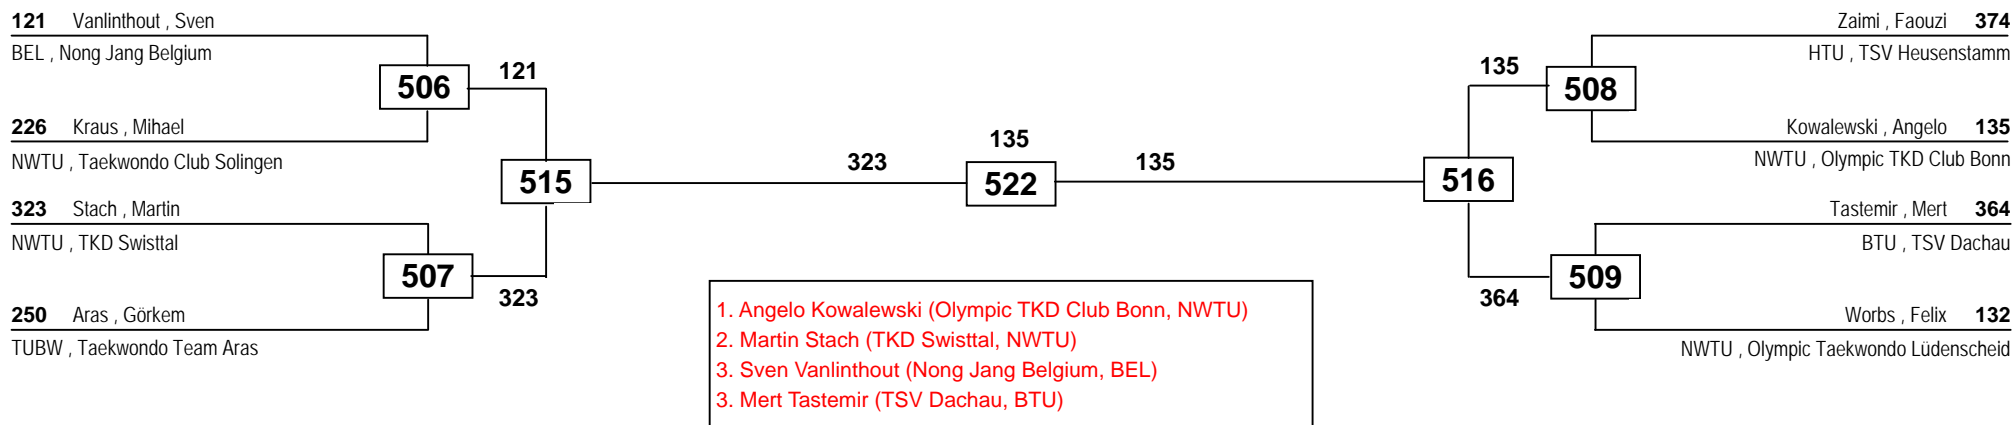 121 Vanlinthout , Sven
BEL , Nong Jang Belgium
506
121
226 Kraus , Mihael
NWTU , Taekwondo Club Solingen
515
323 Stach , Martin
NWTU , TKD Swisttal
507
323
250 Aras , Görkem
TUBW , Taekwondo Team Aras
323
135
522
135
Zaimi , Faouzi 374
HTU , TSV Heusenstamm
135
508
Kowalewski , Angelo 135
NWTU , Olympic TKD Club Bonn
516
Tastemir , Mert 364
BTU , TSV Dachau
509
364
Worbs , Felix 132
NWTU , Olympic Taekwondo Lüdenscheid
1. Angelo Kowalewski (Olympic TKD Club Bonn, NWTU)
2. Martin Stach (TKD Swisttal, NWTU)
3. Sven Vanlinthout (Nong Jang Belgium, BEL)
3. Mert Tastemir (TSV Dachau, BTU)